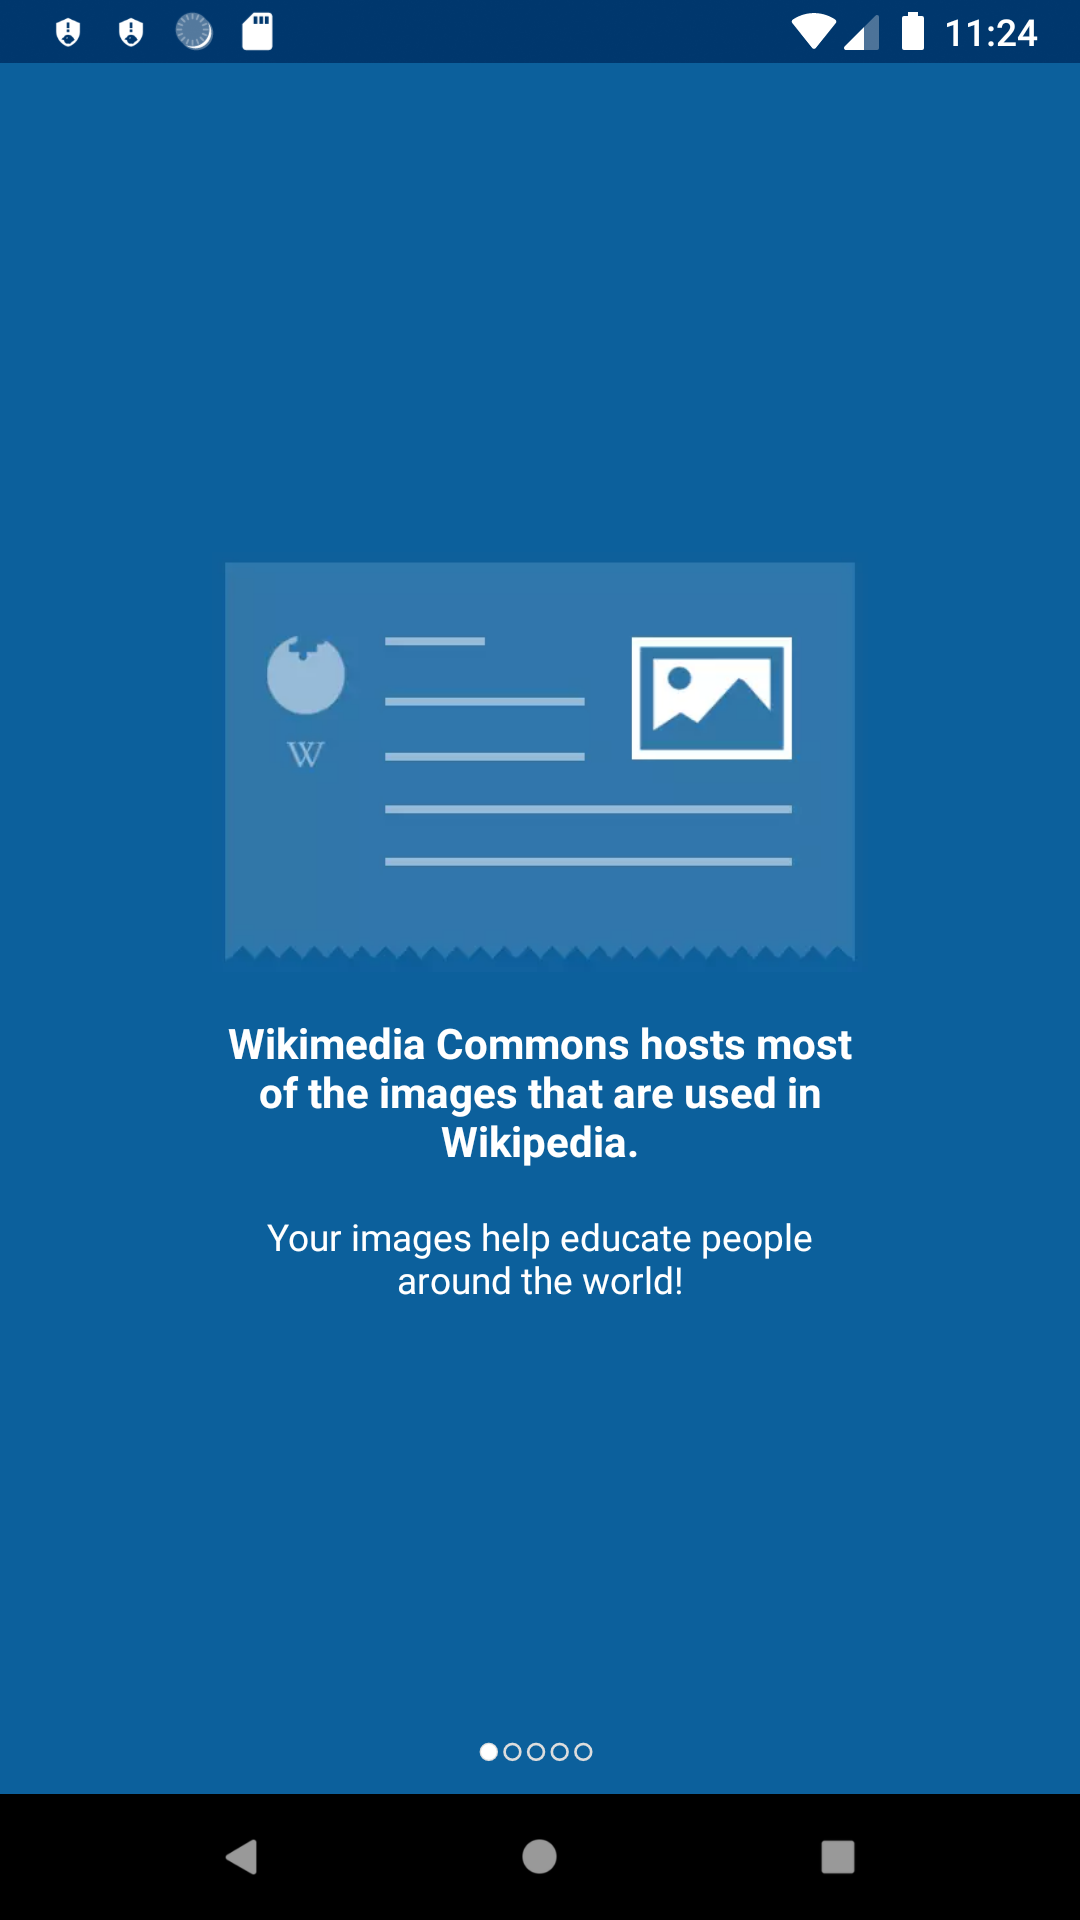 11:24
W
Wikimedia Commons hosts most
of the images that are used in
Wikipedia.
Your images help educate people
around the world!